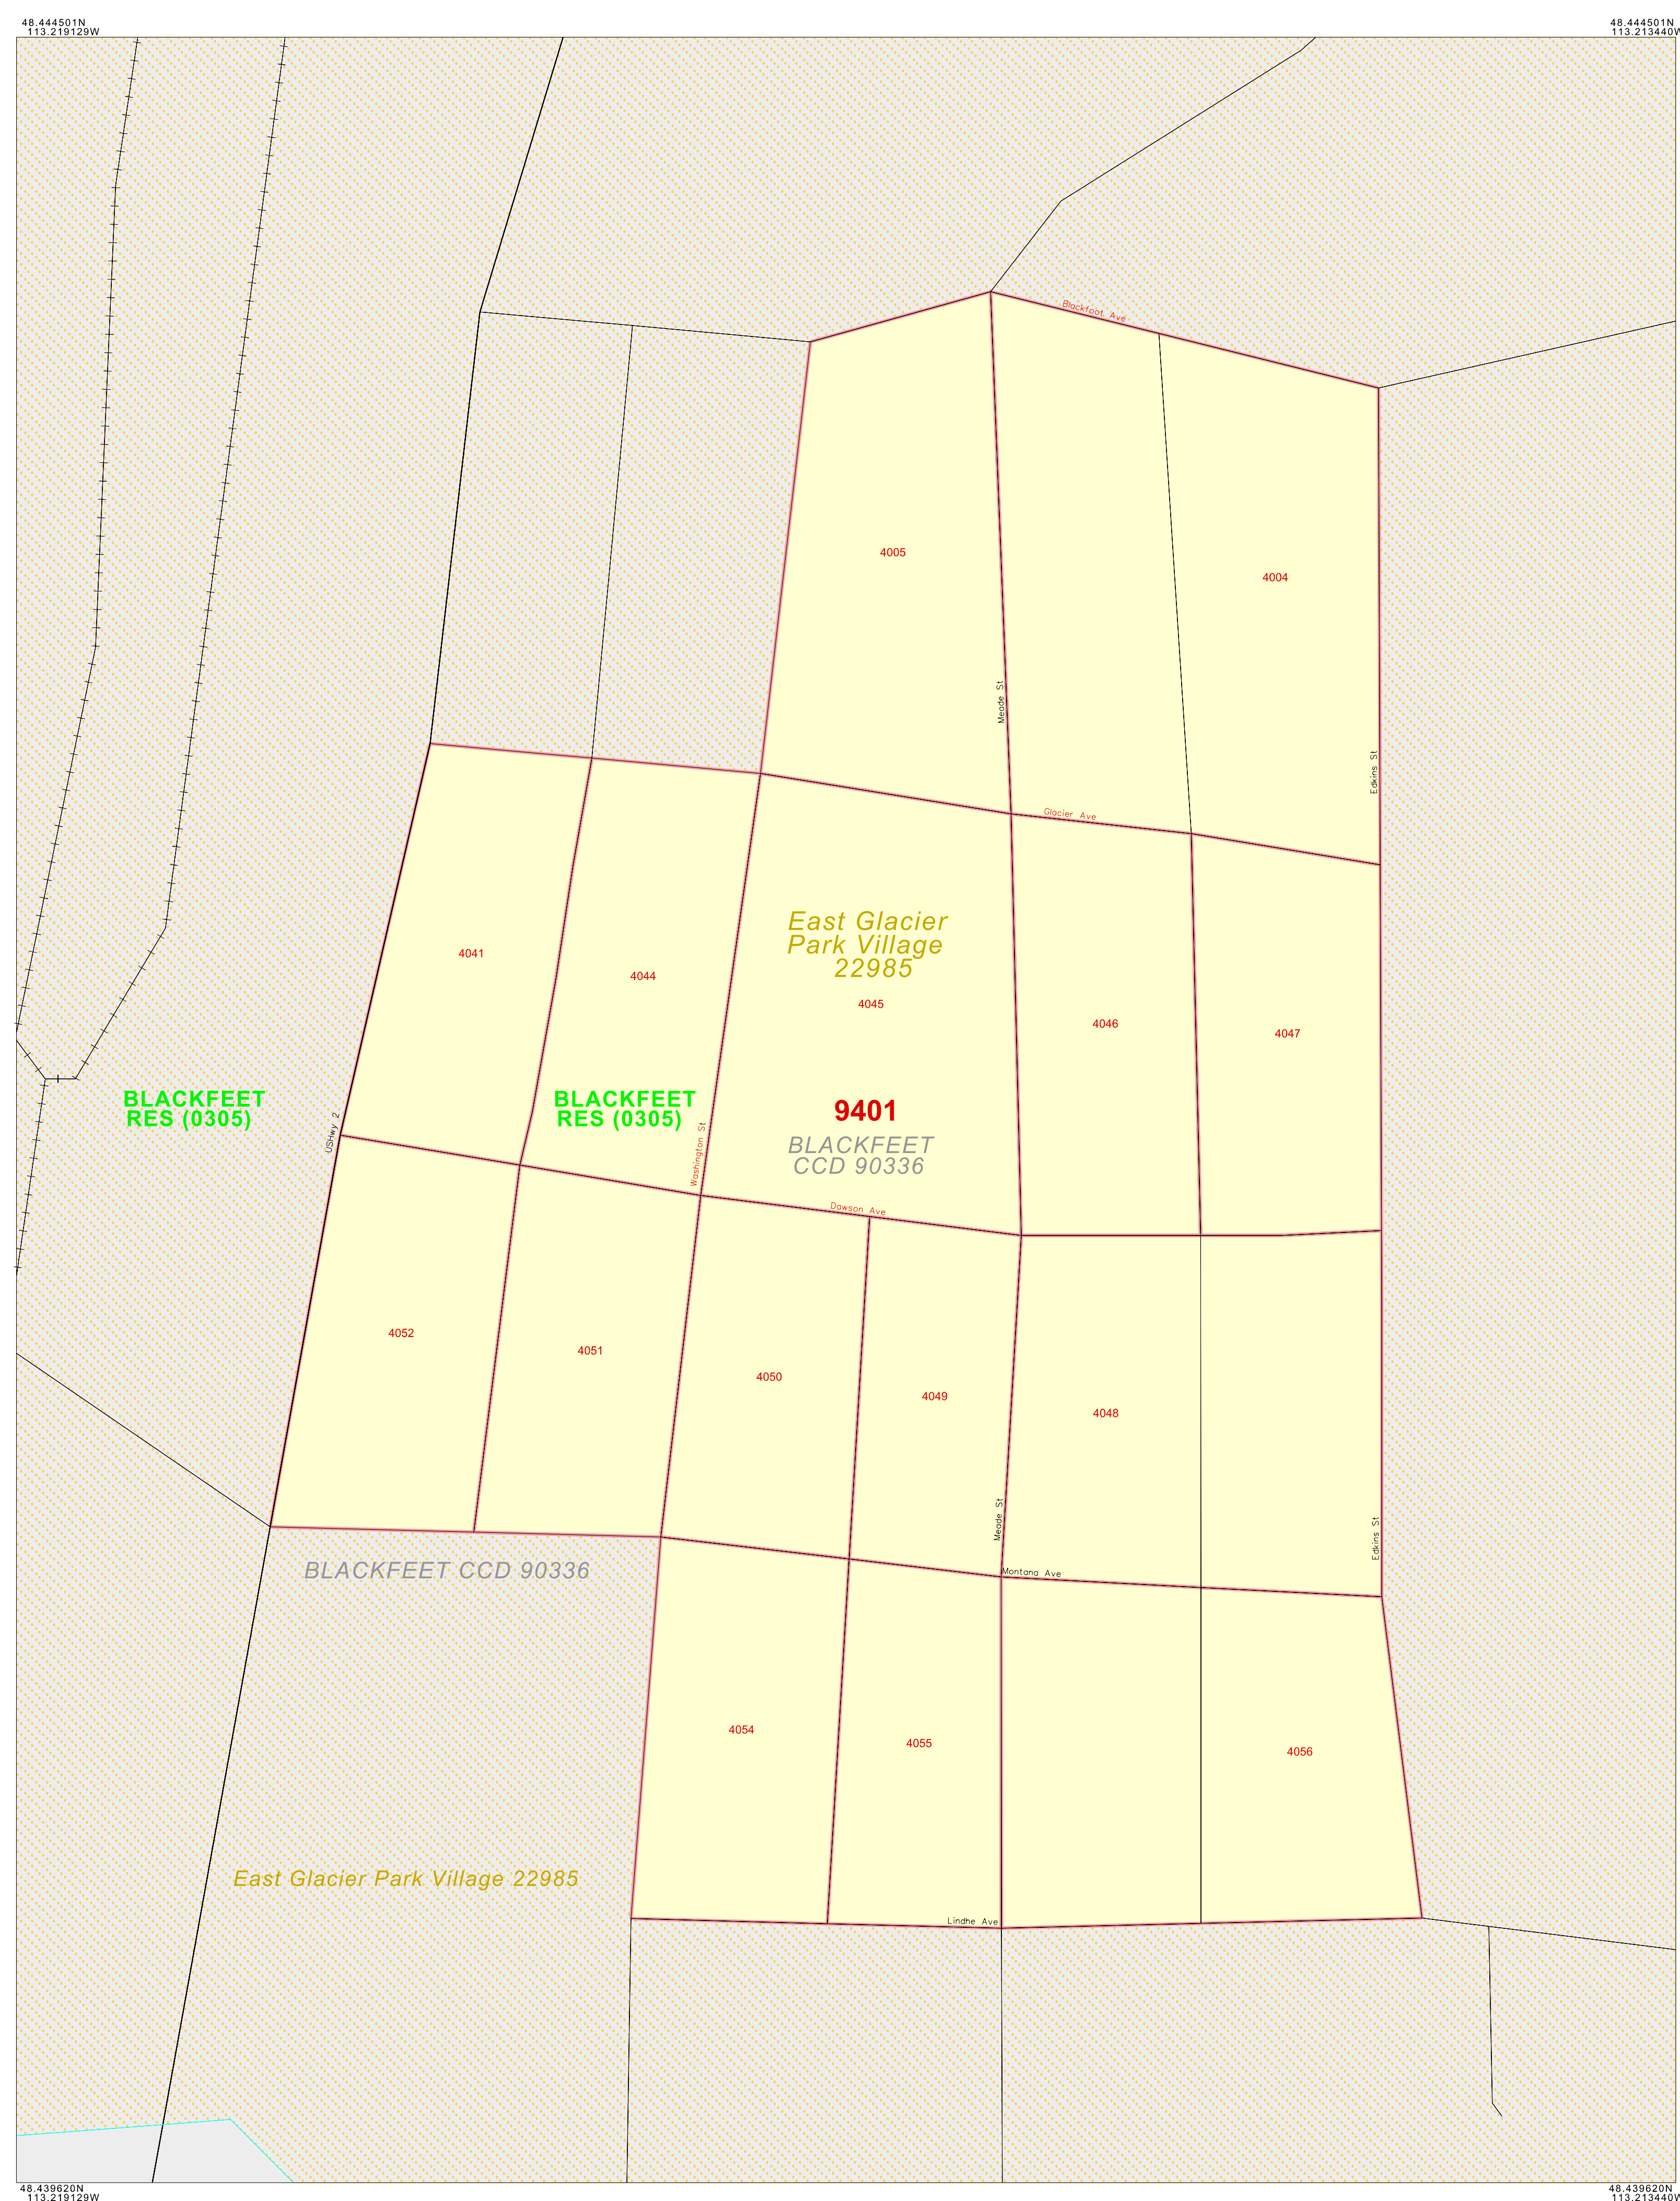 48.444501N
113.219129W
48.444501N
113.213440W
Blackfoot Ave
4005
4004
Meade St
Edkins St
Glacier Ave
East Glacier
Park Village
22985
4041
4044
4045
4046
4047
BLACKFEET
RES (0305)
BLACKFEET
RES (0305)
9401
USHwy 2
Washington St
BLACKFEET
CCD 90336
Dawson Ave
4052
4051
4050
4049
4048
Meade St
Edkins St
BLACKFEET CCD 90336
Montana Ave
4054
4055
4056
East Glacier Park Village 22985
Lindhe Ave
48.439620N
113.219129W
48.439620N
113.213440W